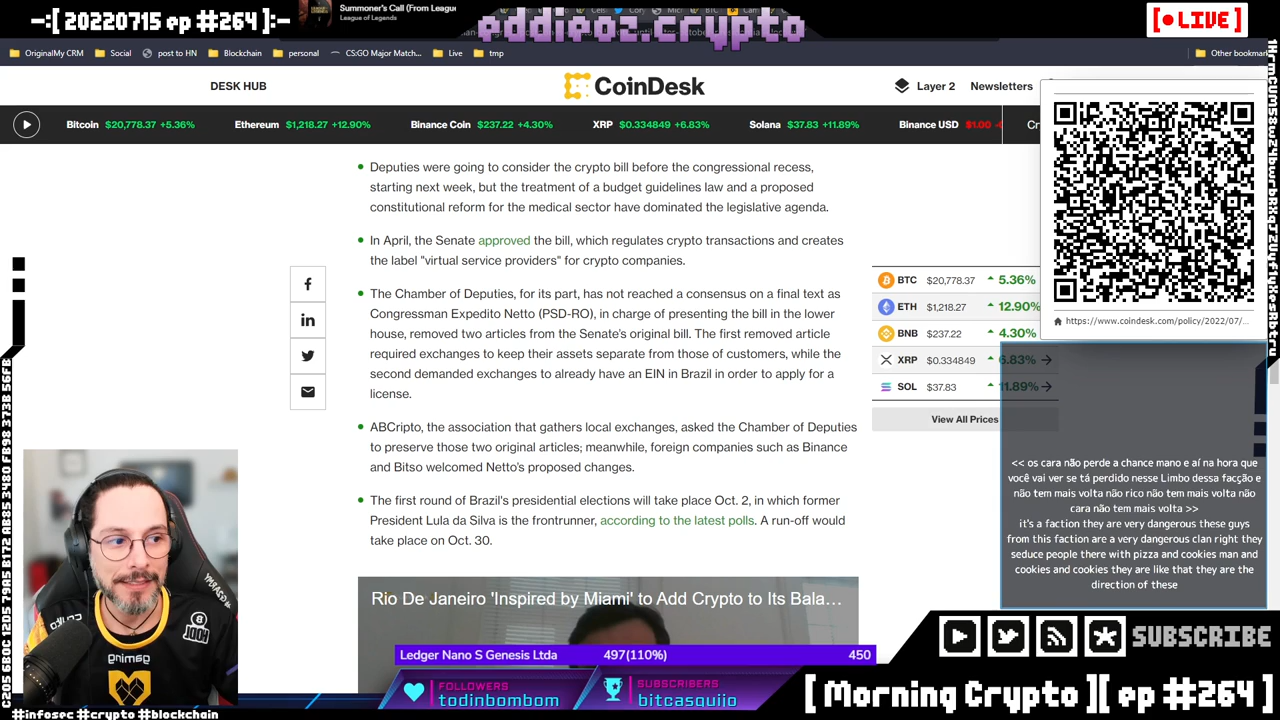 -:[ 20220715 ep #264]:-
Summoner's Call (From League
League of Legends
eddieoz.crypto
[ ● LIVE ]
OriginalMy CRM
Social
post to HN
Blockchain
personal
CS:GO Major Match...
Live
tmp
Other bookmar
DESK HUB
CoinDesk
Layer 2
Newsletters
Bitcoin $20,778.37 +5.36%
Ethereum $1,218.27 +12.90%
Binance Coin $237.22 +4.30%
XRP $0.334849 +6.83%
Solana $37.83 +11.89%
Binance USD $1.00
Cr
Deputies were going to consider the crypto bill before the congressional recess,
starting next week, but the treatment of a budget guidelines law and a proposed
constitutional reform for the medical sector have dominated the legislative agenda.
In April, the Senate approved the bill, which regulates crypto transactions and creates
the label "virtual service providers" for crypto companies.
The Chamber of Deputies, for its part, has not reached a consensus on a final text as
Congressman Expedito Netto (PSD-RO), in charge of presenting the bill in the lower
house, removed two articles from the Senate's original bill. The first removed article
required exchanges to keep their assets separate from those of customers, while the
second demanded exchanges to already have an EIN in Brazil in order to apply for a
license.
ABCripto, the association that gathers local exchanges, asked the Chamber of Deputies
to preserve those two original articles; meanwhile, foreign companies such as Binance
and Bitso welcomed Netto's proposed changes.
The first round of Brazil's presidential elections will take place Oct. 2, in which former
President Lula da Silva is the frontrunner, according to the latest polls. A run-off would
take place on Oct. 30.
Rio De Janeiro 'Inspired by Miami' to Add Crypto to Its Bala...
BTC $20,778.37 5.36%
ETH $1,218.27 12.90%
BNB $237.22 4.30%
XRP $0.334849 6.83%
SOL $37.83 11.89%
View All Prices
https://www.coindesk.com/policy/2022/07/...
<< os cara não perde a chance mano e aí na hora que
você vai ver se tá perdido nesse Limbo dessa facção e
não tem mais volta não rico não tem mais volta não
cara não tem mais volta >>
it's a faction they are very dangerous these guys
from this faction are a very dangerous clan right they
seduce people there with pizza and cookies man and
cookies and cookies they are like that they are the
direction of these
Ledger Nano S Genesis Ltda 497(110%) 450
FOLLOWERS
todinbombom
SUBSCRIBERS
bitcasquijo
SUBSCRIBE
[ Morning Crypto ][ ep #264 ]
#infosec #crypto #blockchain